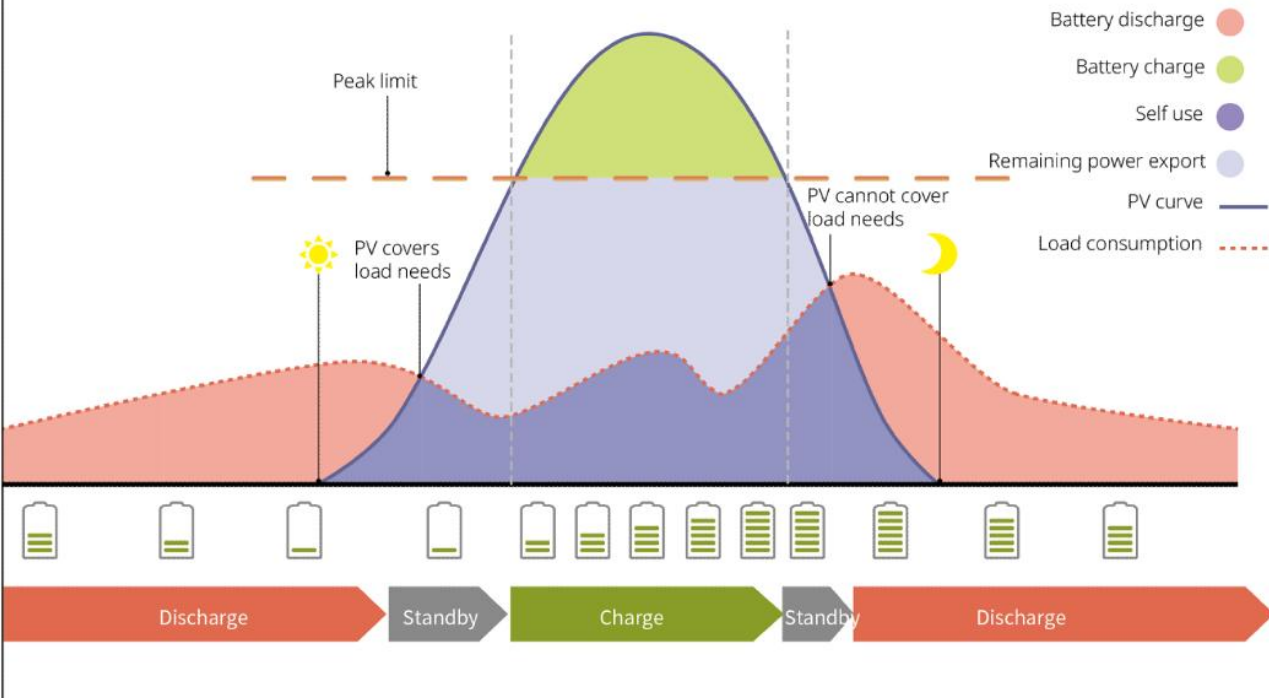 Battery discharge
Battery charge
Self use
Remaining power export
PV curve
Load consumption
Peak limit
PV cannot cover
load needs
PV covers
load needs
Discharge
Standby
Charge
Standby
Discharge